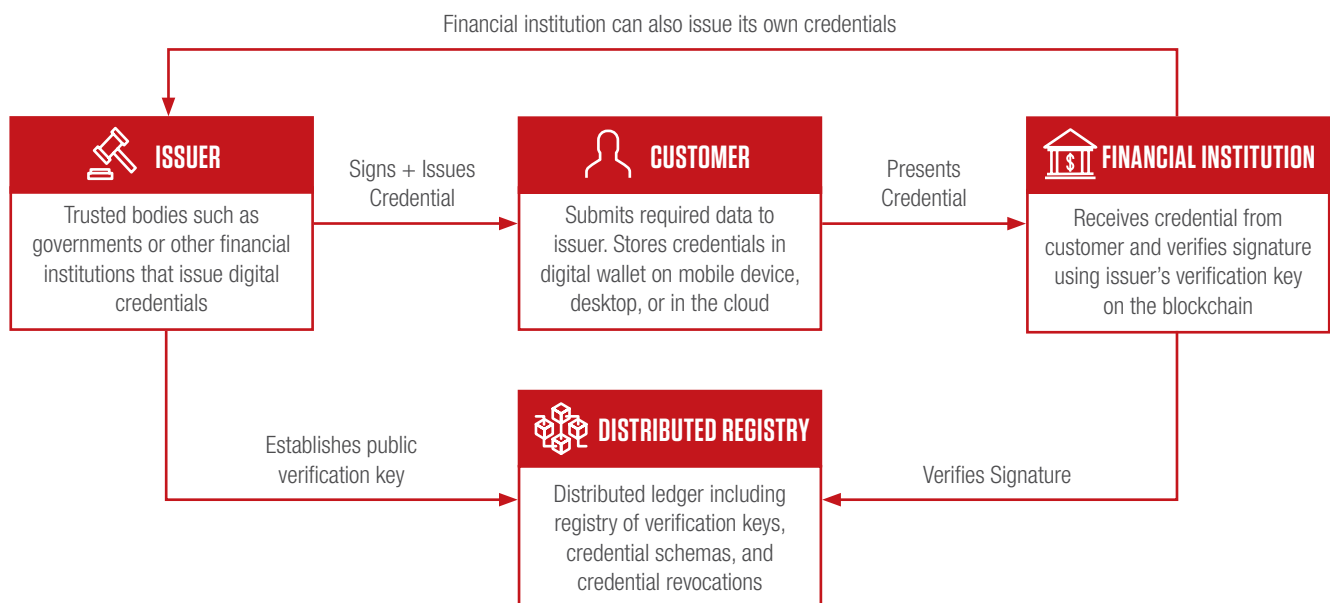 Financial institution can also issue its own credentials
ISSUER
Trusted bodies such as
governments or other financial
institutions that issue digital
credentials
Signs + Issues
Credential
CUSTOMER
Submits required data to
issuer. Stores credentials in
digital wallet on mobile device,
desktop, or in the cloud
Presents
Credential
$
FINANCIAL INSTITUTION
Receives credential from
customer and verifies signature
using issuer’s verification key
on the blockchain
Establishes public
verification key
DISTRIBUTED REGISTRY
Distributed ledger including
registry of verification keys,
credential schemas, and
credential revocations
Verifies Signature